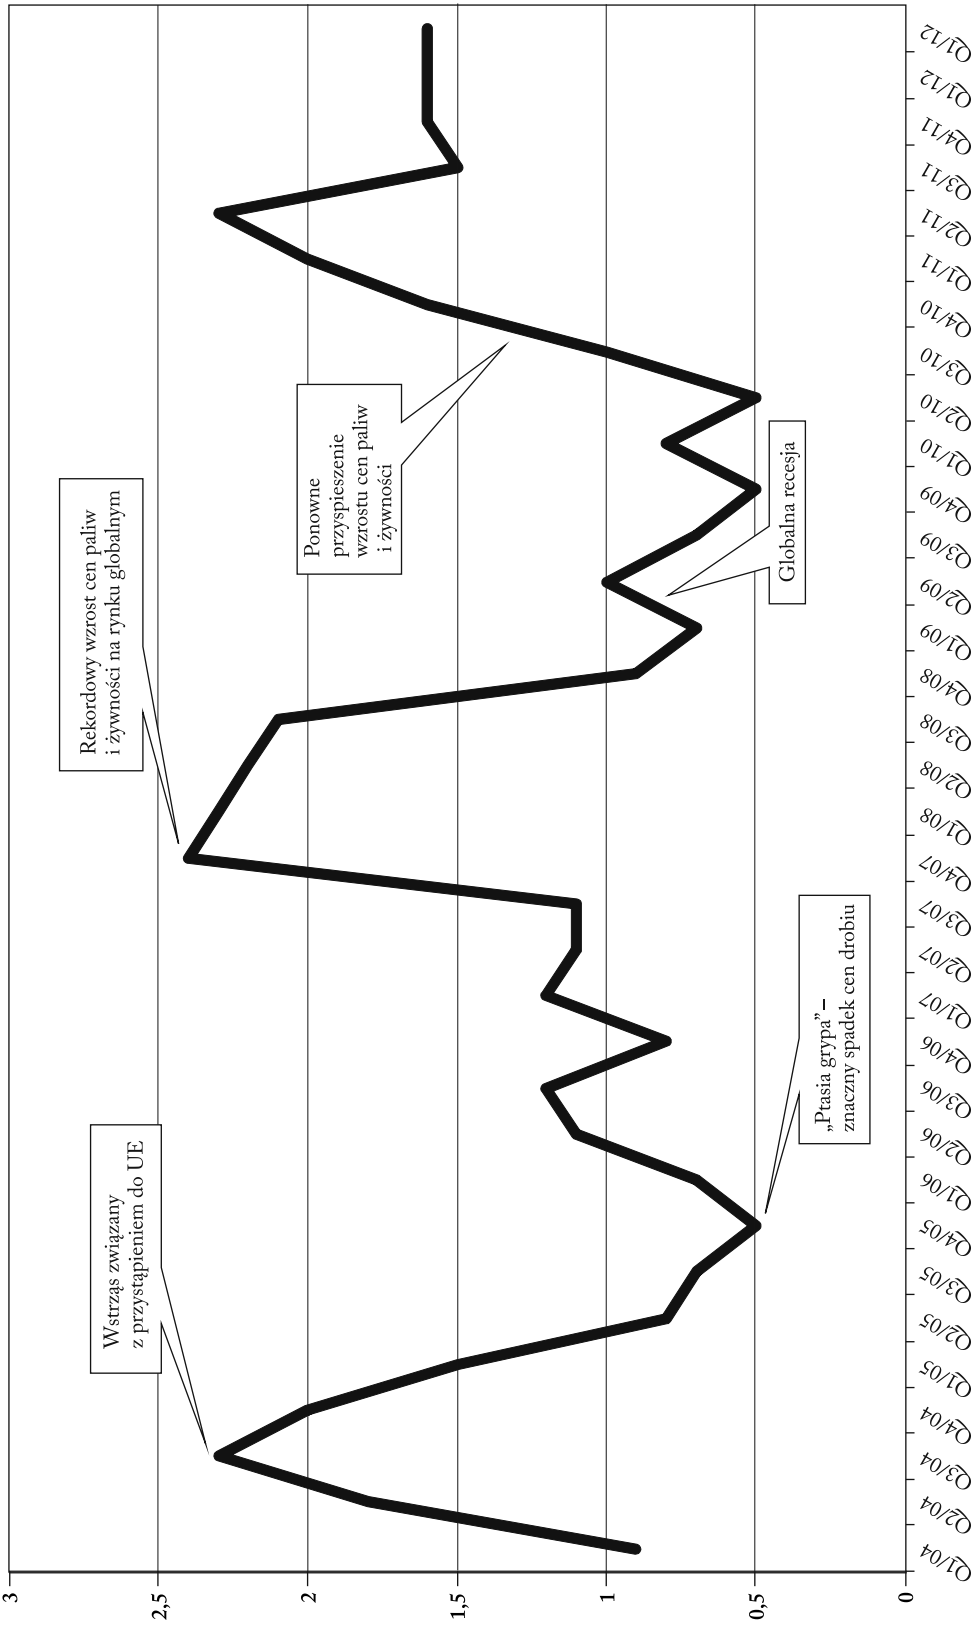 3
2,5
2
1,5
1
0,5
0
Wstrząs związany
z przystąpieniem do UE
„Ptasia grypa” –
znaczny spadek cen drobiu
Rekordowy wzrost cen paliw
i żywności na rynku globalnym
Ponowne
przyspieszenie
wzrostu cen paliw
i żywności
Globalna recesja
Q1/04
Q2/04
Q3/04
Q4/04
Q1/05
Q2/05
Q3/05
Q4/05
Q1/06
Q2/06
Q3/06
Q4/06
Q1/07
Q2/07
Q3/07
Q4/07
Q1/08
Q2/08
Q3/08
Q4/08
Q1/09
Q2/09
Q3/09
Q4/09
Q1/10
Q2/10
Q3/10
Q4/10
Q1/11
Q2/11
Q3/11
Q4/11
Q1/12
Q1/12